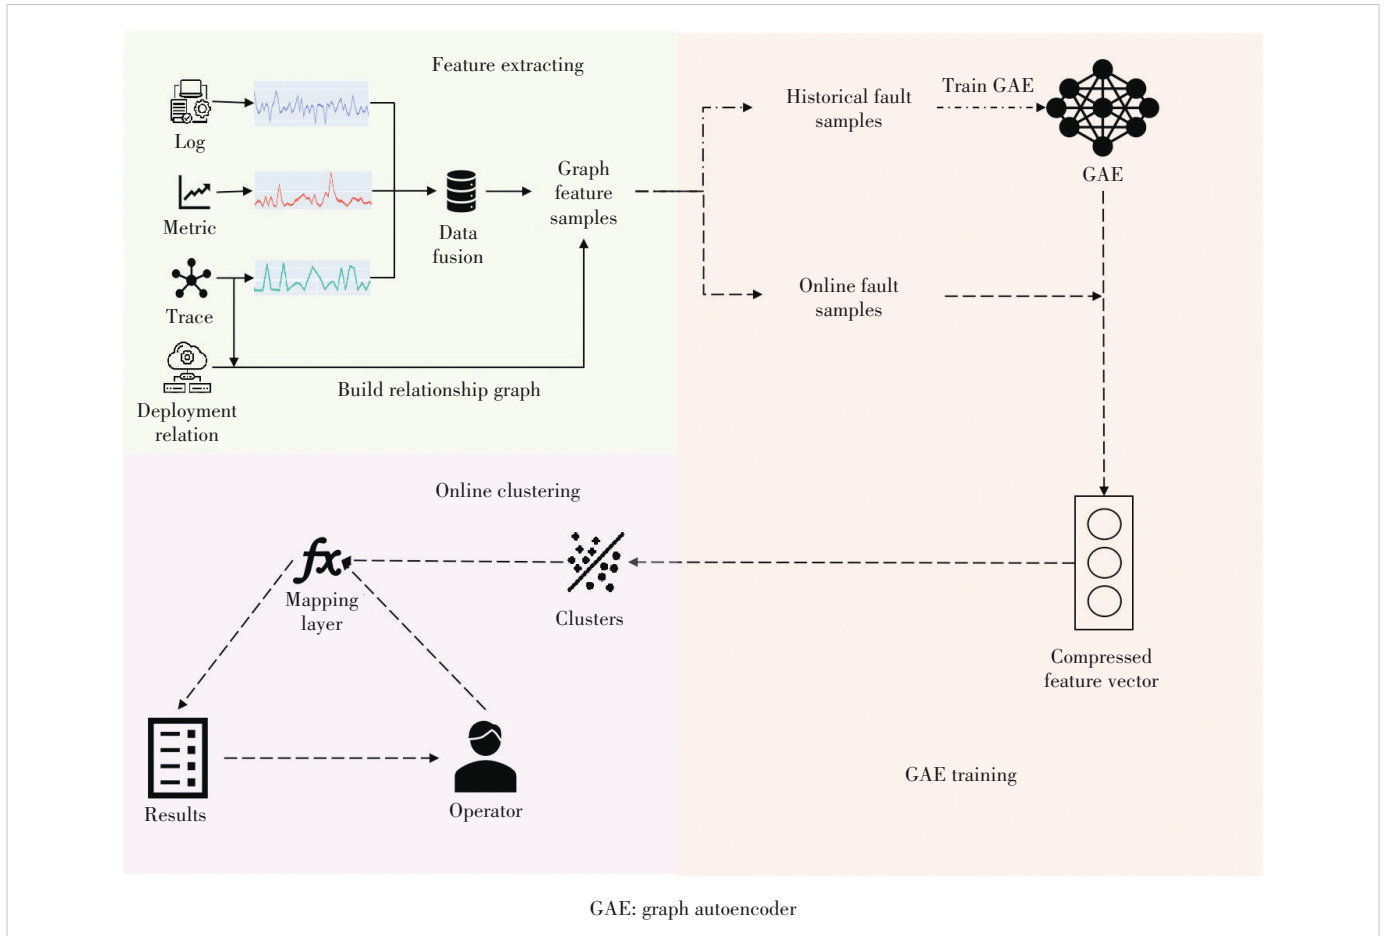 Feature extracting
Log
Metric
Trace
Deployment
relation
Data
fusion
Graph
feature
samples
Build relationship graph
Historical fault
samples
Train GAE
GAE
Online fault
samples
Compressed
feature vector
GAE training
Online clustering
Clusters
fx
Mapping
layer
Results
Operator
GAE: graph autoencoder